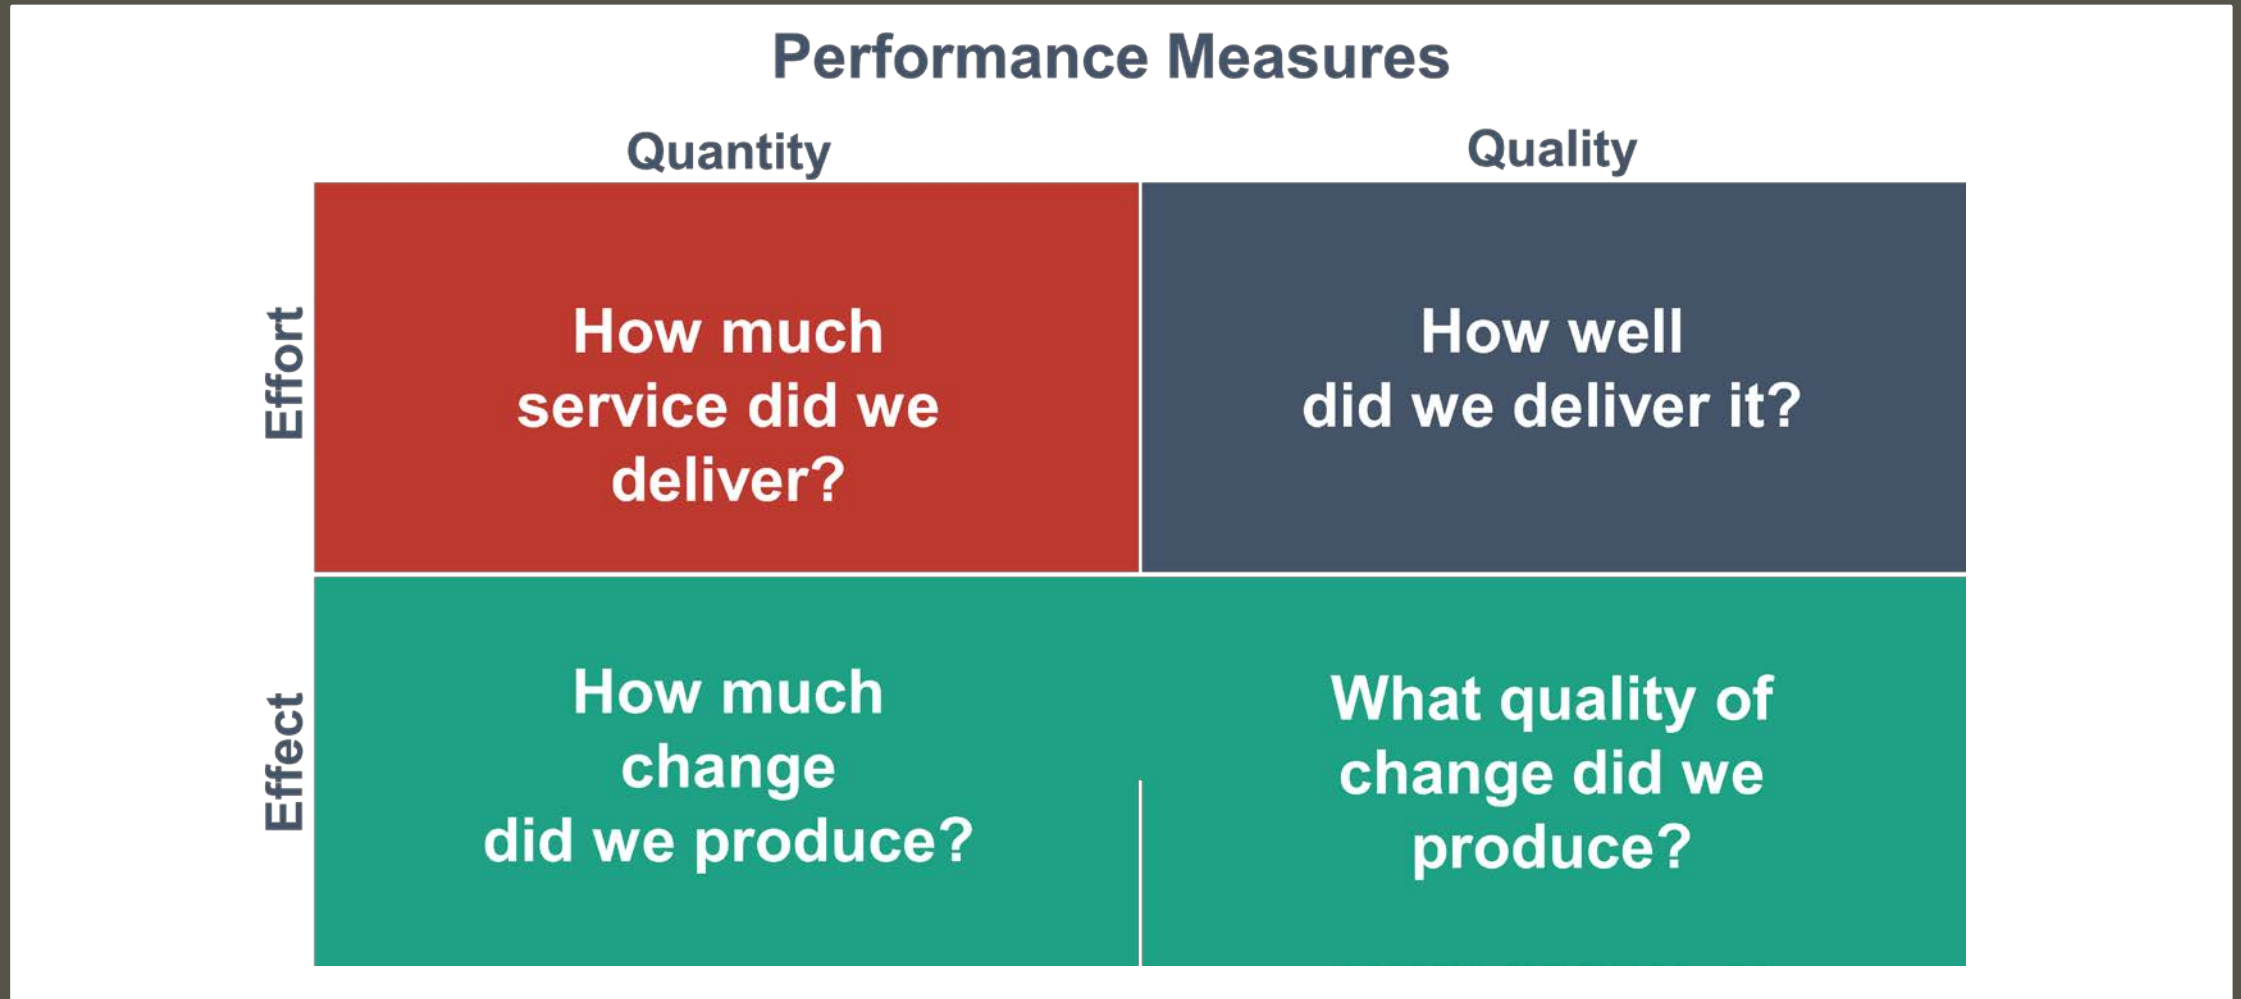 Performance Measures
Quantity
Quality
Effort
How much
service did we
deliver?
How well
did we deliver it?
Effect
How much
change
did we produce?
What quality of
change did we
produce?